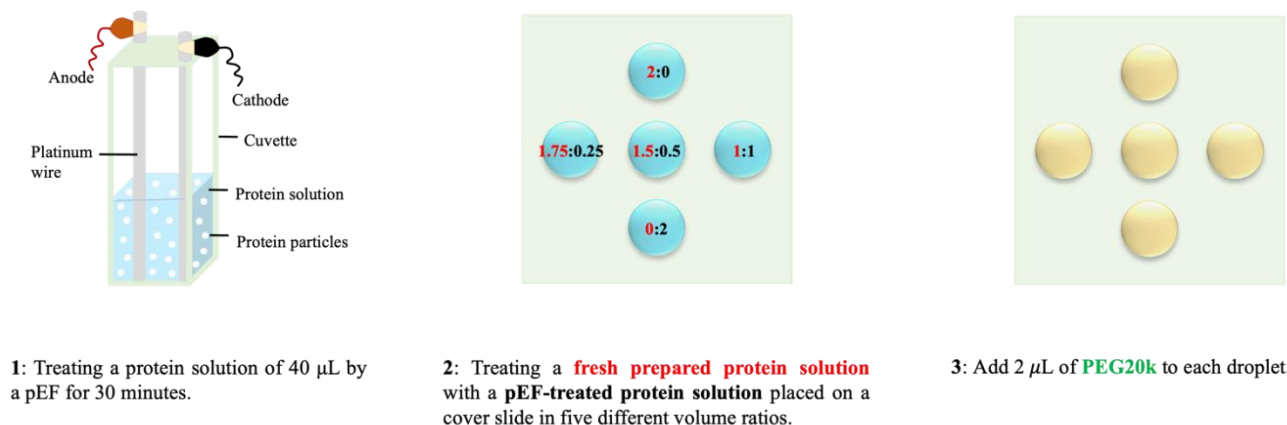 Anode
Cathode
Cuvette
Platinum
wire
Protein solution
Protein particles
2:0
1.75:0.25
1.5:0.5
1:1
0:2
1: Treating a protein solution of 40 μL by
a pEF for 30 minutes.
2: Treating a fresh prepared protein solution
with a pEF-treated protein solution placed on a
cover slide in five different volume ratios.
3: Add 2 μL of PEG20k to each droplet